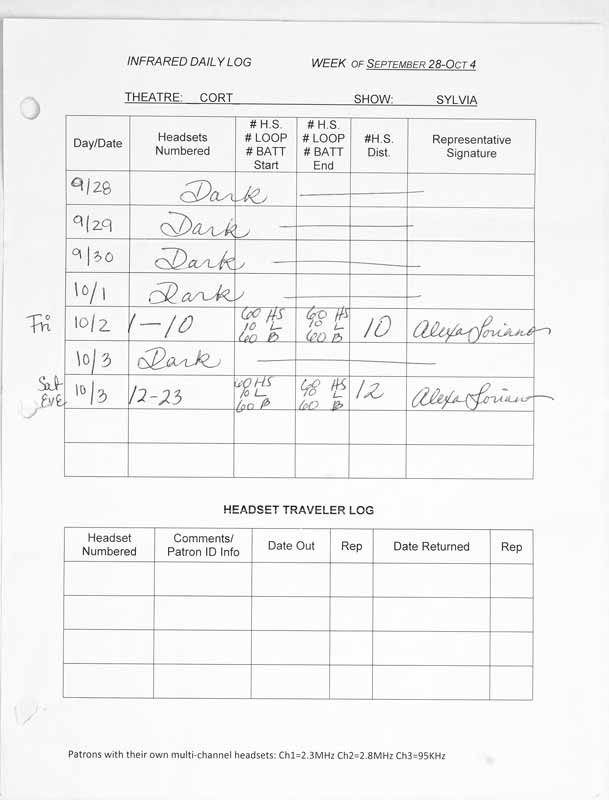 INFRARED DAILY LOG WEEK OF SEPTEMBER 28-OCT 4
THEATRE: CORT SHOW: SYLVIA
Day/Date Headsets Numbered # H.S. # LOOP # BATT Start # H.S. # LOOP # BATT End #H.S. Dist. Representative Signature
9/28 Dark
9/29 Dark
9/30 Dark
10/1 Dark
Fri 10/2 1-10 60 HS 10 L 60 B 60 HS 10 L 60 B 10 Alexa Soriano
10/3 Dark
Sat EVE 10/3 12-23 60 HS 10 L 60 B 60 HS 10 L 60 B 12 Alexa Soriano
HEADSET TRAVELER LOG
Headset Numbered Comments/ Patron ID Info Date Out Rep Date Returned Rep
Patrons with their own multi-channel headsets: Ch1=2.3MHz Ch2=2.8MHz Ch3=95KHz